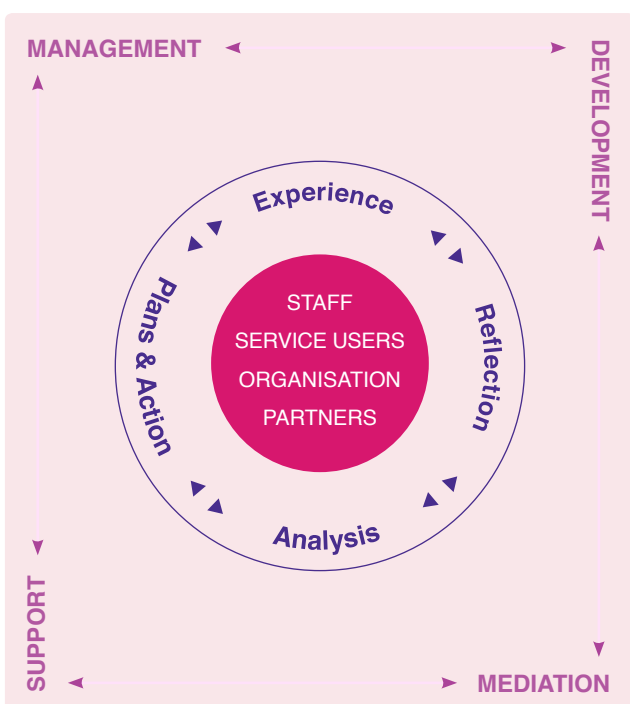 MANAGEMENT
DEVELOPMENT
Experience
Reflection
Plans & Action
STAFF
SERVICE USERS
ORGANISATION
PARTNERS
Analysis
SUPPORT
MEDIATION